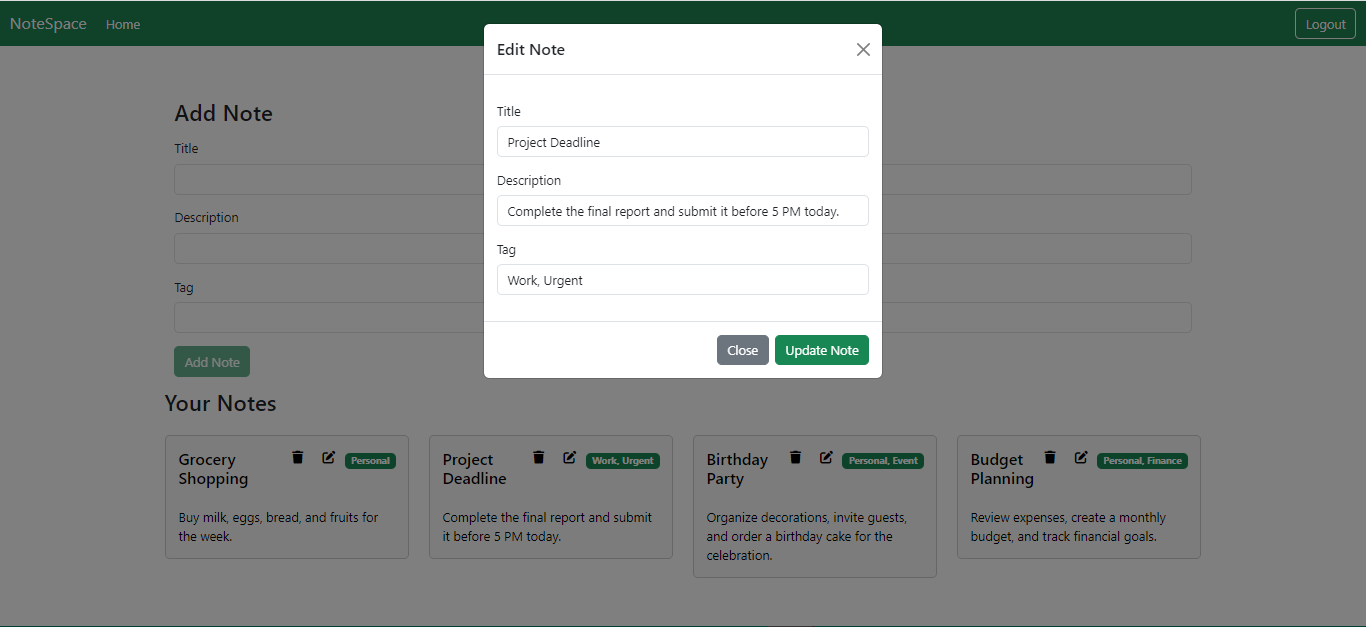 NoteSpace Home Logout
Edit Note
Title
Project Deadline
Description
Complete the final report and submit it before 5 PM today.
Tag
Work, Urgent
Close Update Note
Add Note
Title
Description
Tag
Add Note
Your Notes
Grocery
Shopping
Personal
Buy milk, eggs, bread, and fruits for
the week.
Project
Deadline
Work, Urgent
Complete the final report and submit
it before 5 PM today.
Birthday
Party
Personal, Event
Organize decorations, invite guests,
and order a birthday cake for the
celebration.
Budget
Planning
Personal, Finance
Review expenses, create a monthly
budget, and track financial goals.